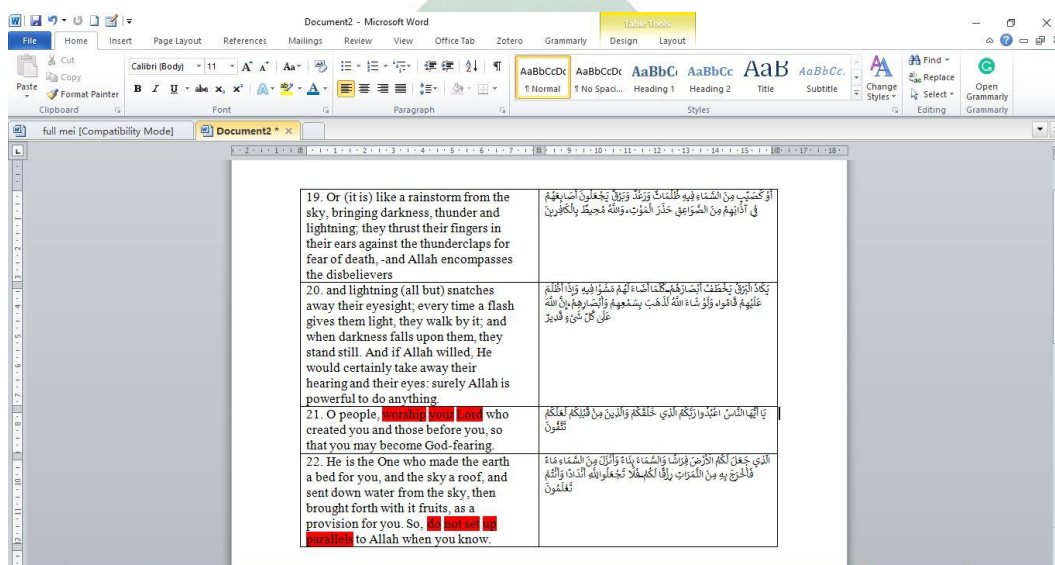 Document2 - Microsoft Word
Table Tools
File Home Insert Page Layout References Mailings Review View Office Tab Zotero Grammarly Design Layout
Cut
Copy
Format Painter
Paste
Clipboard
Calibri (Body) 11
Font
Paragraph
AaBbCcDc AaBbCcDc AaBbC AaBbCc AaB AaBbCc.
¶ Normal ¶ No Spaci... Heading 1 Heading 2 Title Subtitle
Change Styles
Styles
Find
Replace
Select
Editing
Open Grammarly
Grammarly
full mei [Compatibility Mode] Document2 *
19. Or (it is) like a rainstorm from the
sky, bringing darkness, thunder and
lightning; they thrust their fingers in
their ears against the thunderclaps for
fear of death, -and Allah encompasses
the disbelievers
أَوْ كَصَيِّبٍ مِنَ السَّمَاءِ فِيهِ ظُلُمَاتٌ وَرَعْدٌ وَبَرْقٌ يَجْعَلُونَ أَصَابِعَهُمْ
فِي آذَانِهِمْ مِنَ الصَّوَاعِقِ حَذَرَ الْمَوْتِ، وَاللَّهُ مُحِيطٌ بِالْكَافِرِينَ
20. and lightning (all but) snatches
away their eyesight; every time a flash
gives them light, they walk by it; and
when darkness falls upon them, they
stand still. And if Allah willed, He
would certainly take away their
hearing and their eyes: surely Allah is
powerful to do anything.
يَكَادُ الْبَرْقُ يَخْطَفُ أَبْصَارَهُمْ كُلَّمَا أَضَاءَ لَهُمْ مَشَوْا فِيهِ وَإِذَا أَظْلَمَ
عَلَيْهِمْ قَامُوا، وَلَوْ شَاءَ اللَّهُ لَذَهَبَ بِسَمْعِهِمْ وَأَبْصَارِهِمْ، إِنَّ اللَّهَ
عَلَىٰ كُلِّ شَيْءٍ قَدِيرٌ
21. O people, worship your Lord who
created you and those before you, so
that you may become God-fearing.
يَا أَيُّهَا النَّاسُ اعْبُدُوا رَبَّكُمُ الَّذِي خَلَقَكُمْ وَالَّذِينَ مِنْ قَبْلِكُمْ لَعَلَّكُمْ
تَتَّقُونَ
22. He is the One who made the earth
a bed for you, and the sky a roof, and
sent down water from the sky, then
brought forth with it fruits, as a
provision for you. So, do not set up
parallels to Allah when you know.
الَّذِي جَعَلَ لَكُمُ الْأَرْضَ فِرَاشًا وَالسَّمَاءَ بِنَاءً وَأَنْزَلَ مِنَ السَّمَاءِ مَاءً
فَأَخْرَجَ بِهِ مِنَ الثَّمَرَاتِ رِزْقًا لَكُمْ فَلَا تَجْعَلُوا لِلَّهِ أَنْدَادًا وَأَنْتُمْ
تَعْلَمُونَ